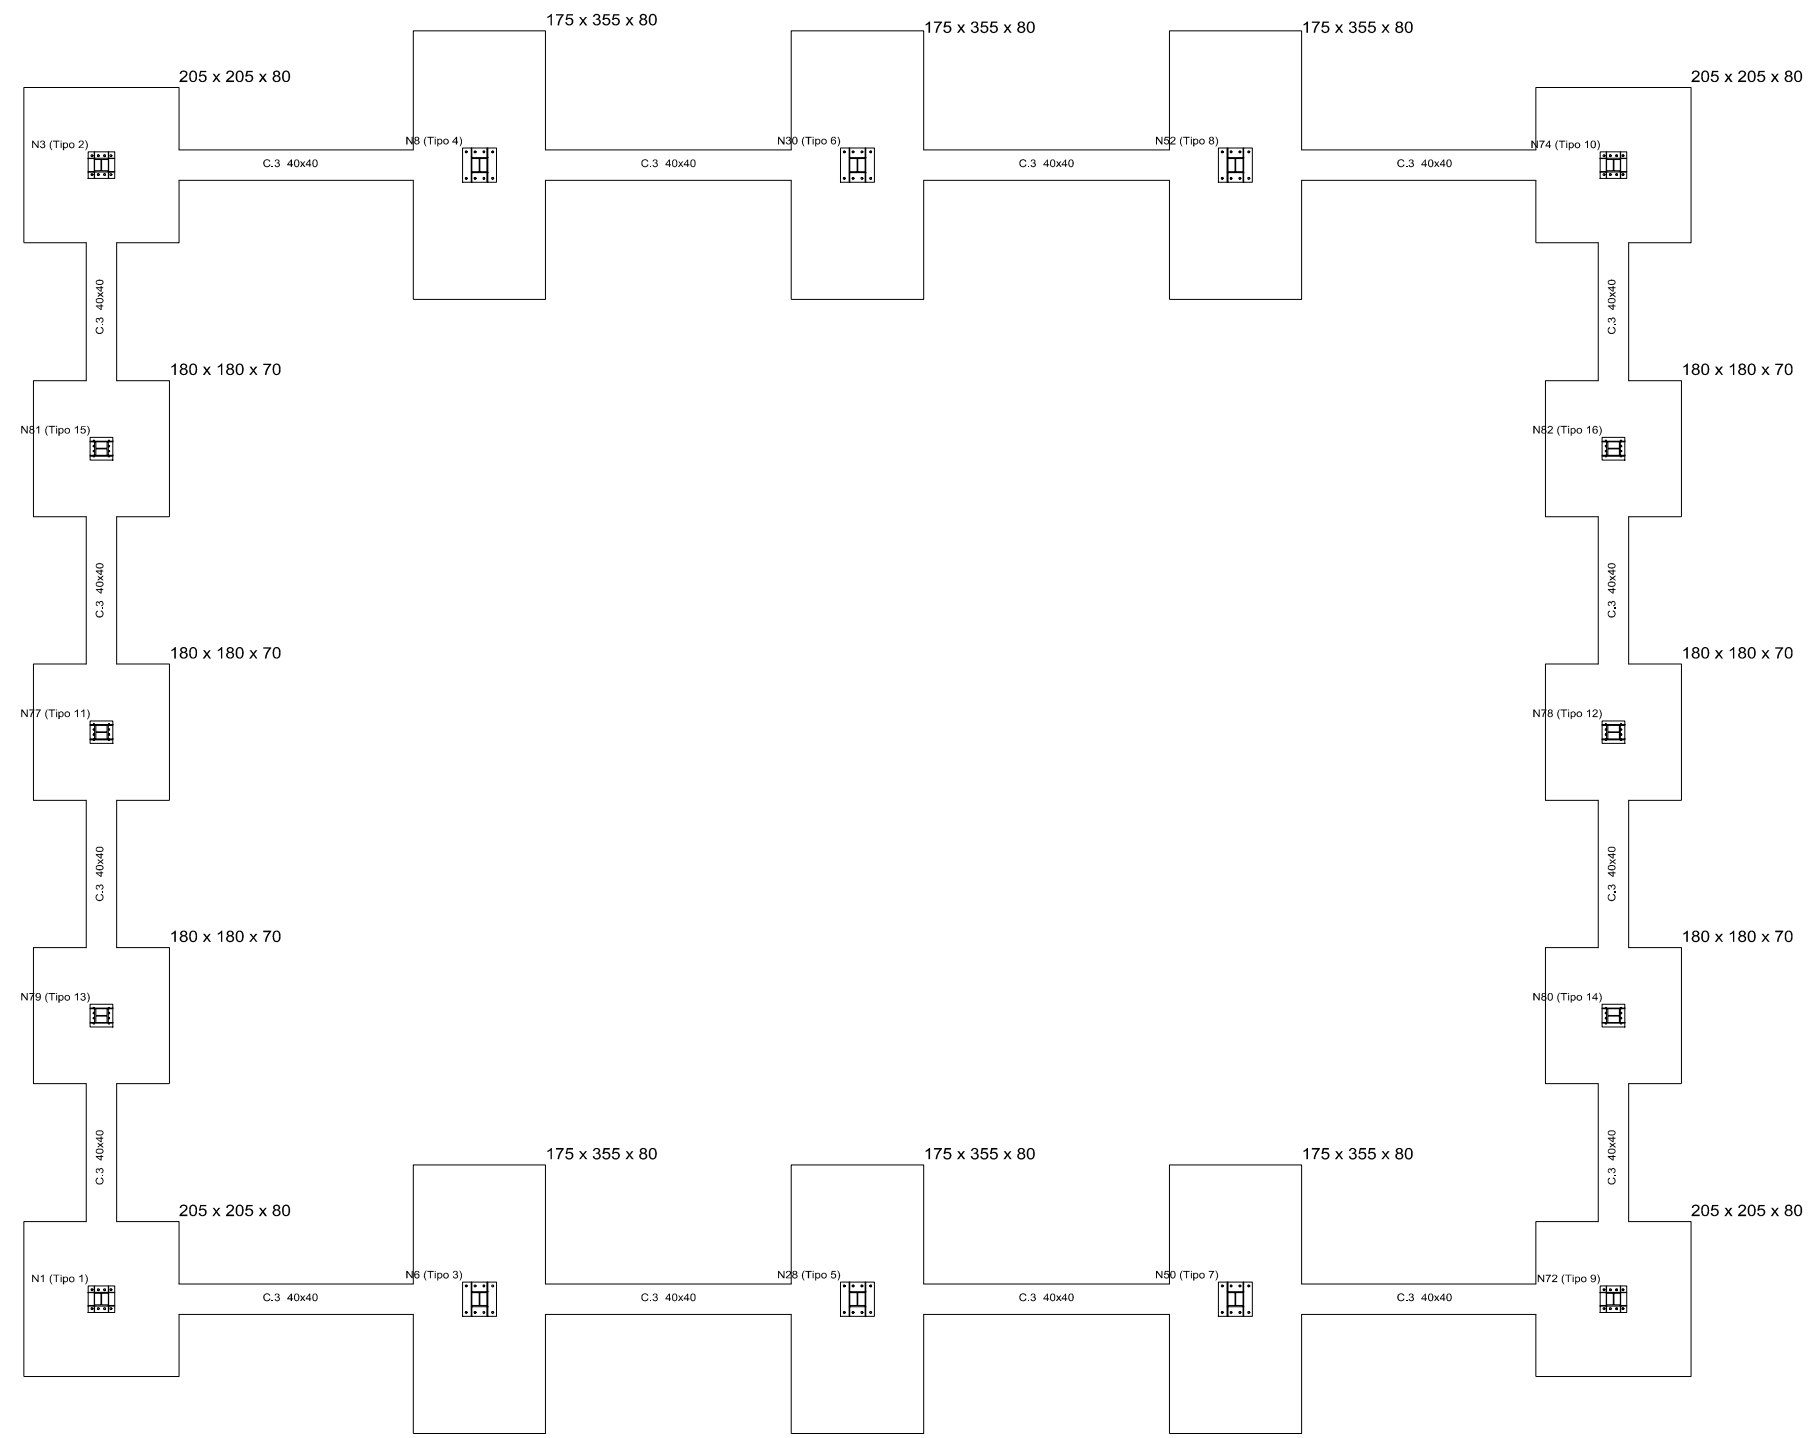 175 x 355 x 80
175 x 355 x 80
175 x 355 x 80
205 x 205 x 80
205 x 205 x 80
N3 (Tipo 2)
N8 (Tipo 4)
N30 (Tipo 6)
N52 (Tipo 8)
N74 (Tipo 10)
C.3 40x40
C.3 40x40
C.3 40x40
C.3 40x40
C.3 40x40
C.3 40x40
180 x 180 x 70
180 x 180 x 70
N81 (Tipo 15)
N82 (Tipo 16)
C.3 40x40
C.3 40x40
180 x 180 x 70
180 x 180 x 70
N77 (Tipo 11)
N78 (Tipo 12)
C.3 40x40
C.3 40x40
180 x 180 x 70
180 x 180 x 70
N79 (Tipo 13)
N80 (Tipo 14)
C.3 40x40
C.3 40x40
175 x 355 x 80
175 x 355 x 80
175 x 355 x 80
205 x 205 x 80
205 x 205 x 80
N1 (Tipo 1)
N6 (Tipo 3)
N28 (Tipo 5)
N50 (Tipo 7)
N72 (Tipo 9)
C.3 40x40
C.3 40x40
C.3 40x40
C.3 40x40